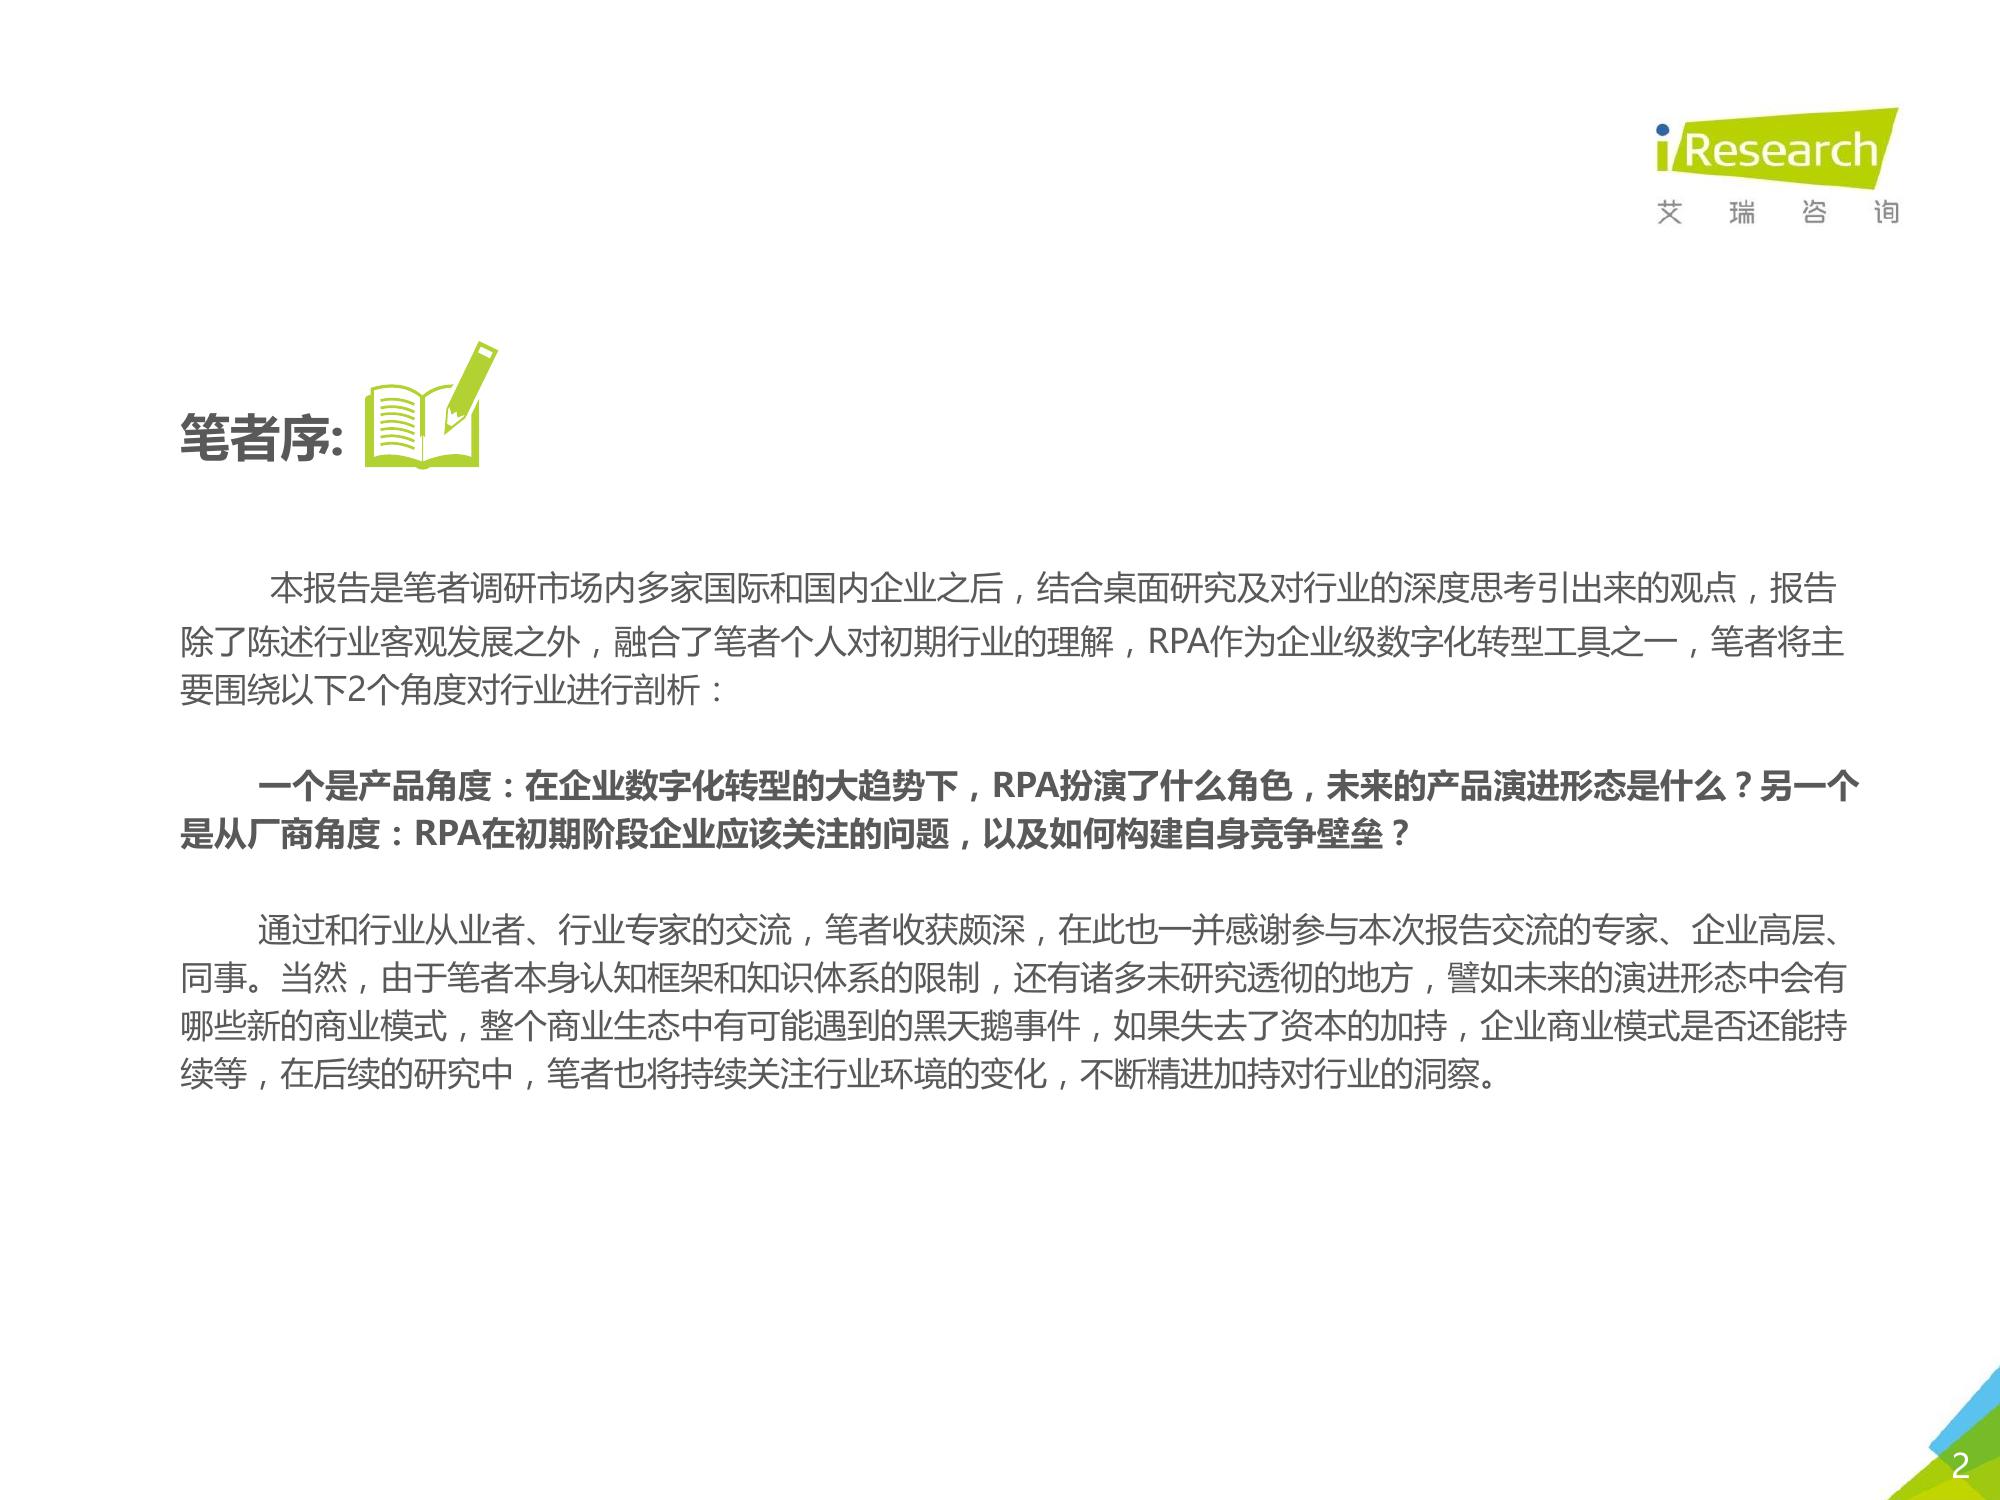 iResearch
艾瑞咨询
笔者序:
本报告是笔者调研市场内多家国际和国内企业之后，结合桌面研究及对行业的深度思考引出来的观点，报告
除了陈述行业客观发展之外，融合了笔者个人对初期行业的理解，RPA作为企业级数字化转型工具之一，笔者将主
要围绕以下2个角度对行业进行剖析：
一个是产品角度：在企业数字化转型的大趋势下，RPA扮演了什么角色，未来的产品演进形态是什么？另一个
是从厂商角度：RPA在初期阶段企业应该关注的问题，以及如何构建自身竞争壁垒？
通过和行业从业者、行业专家的交流，笔者收获颇深，在此也一并感谢参与本次报告交流的专家、企业高层、
同事。当然，由于笔者本身认知框架和知识体系的限制，还有诸多未研究透彻的地方，譬如未来的演进形态中会有
哪些新的商业模式，整个商业生态中有可能遇到的黑天鹅事件，如果失去了资本的加持，企业商业模式是否还能持
续等，在后续的研究中，笔者也将持续关注行业环境的变化，不断精进加持对行业的洞察。
2